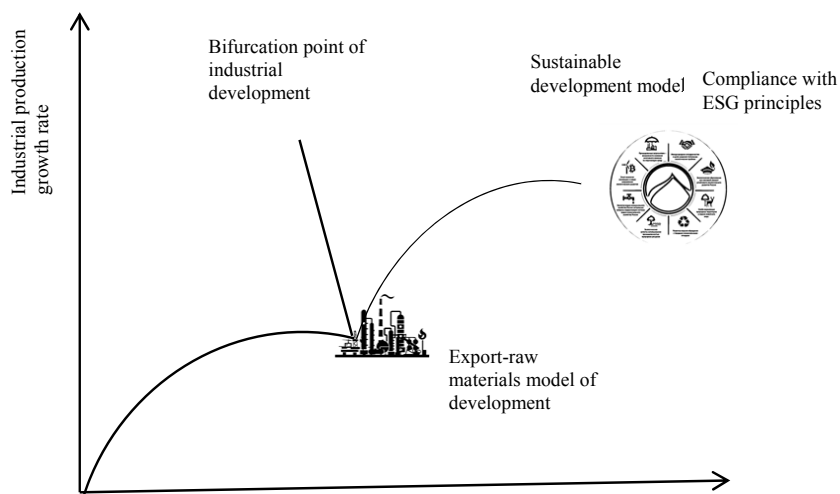 Industrial production
growth rate
Bifurcation point of
industrial
development
Sustainable
development model
Compliance with
ESG principles
Export-raw
materials model of
development